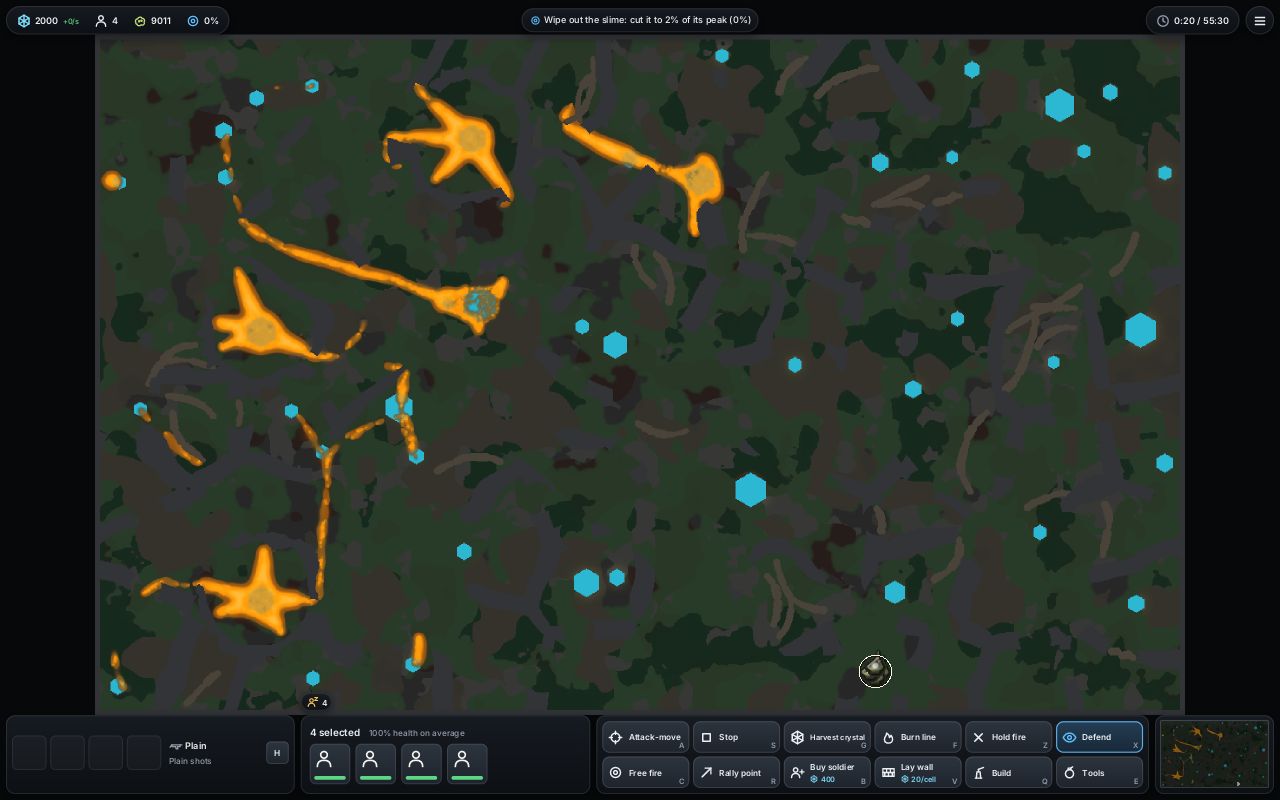 2000 +0/s 4 9011 0%
Wipe out the slime: cut it to 2% of its peak (0%)
0:20 / 55:30
4
Plain
Plain shots
H
4 selected 100% health on average
Attack-move A
Stop S
Harvest crystal G
Burn line F
Hold fire Z
Defend X
Free fire C
Rally point R
Buy soldier 400 B
Lay wall 20/cell V
Build Q
Tools E